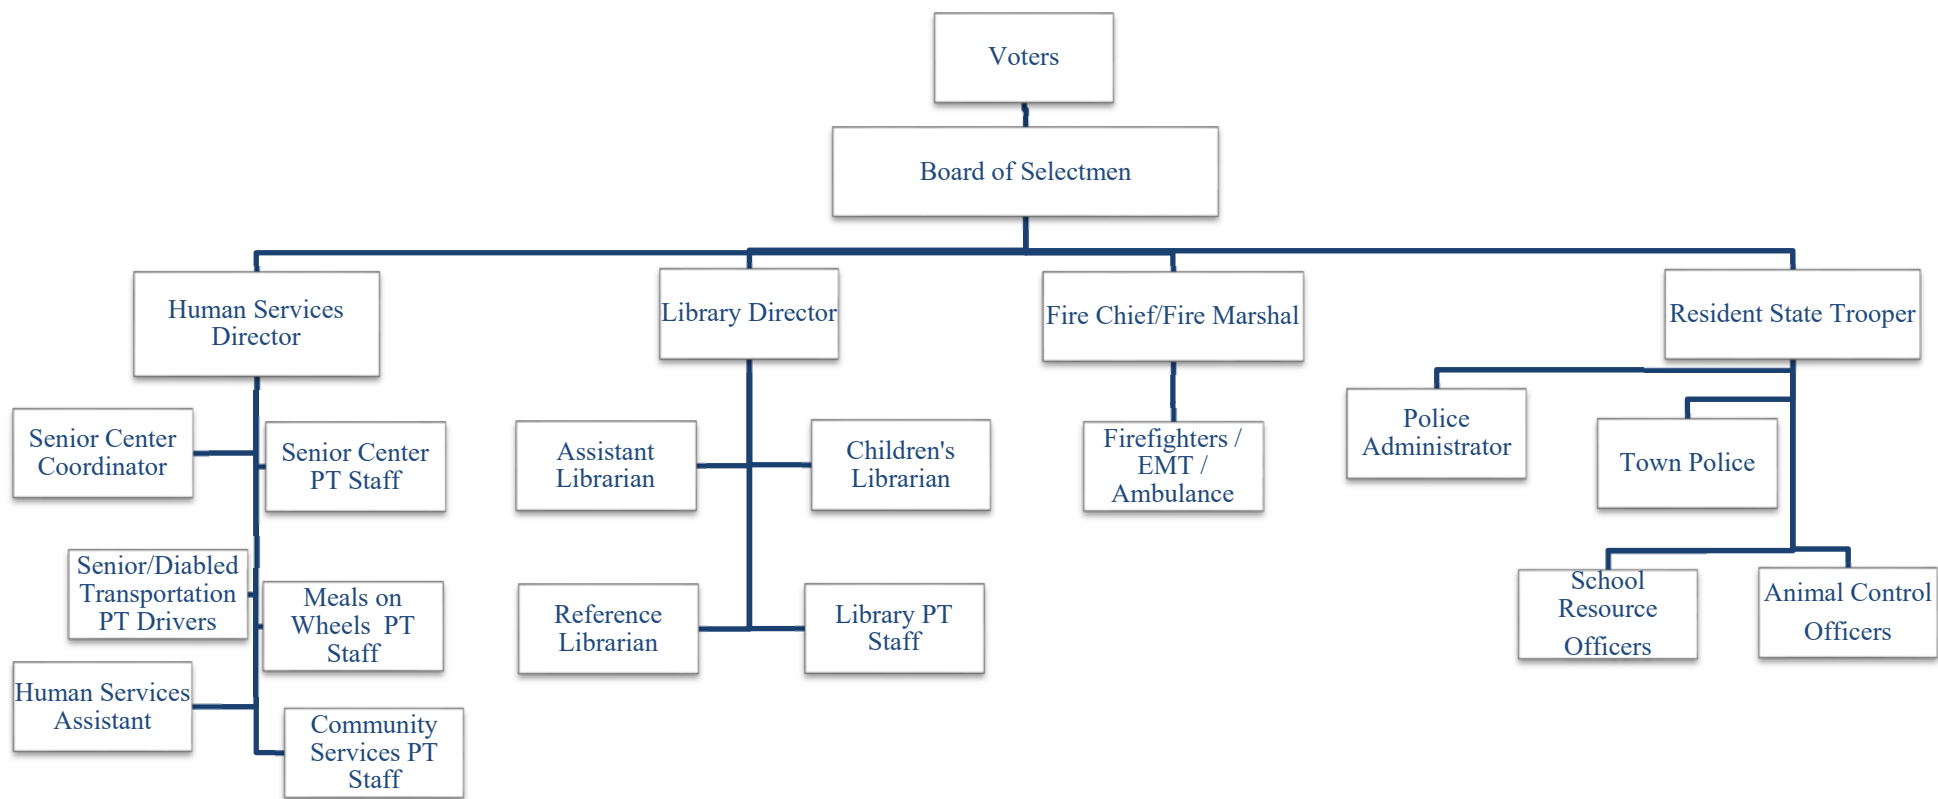 Voters
Board of Selectmen
Human Services
Director
Library Director
Fire Chief/Fire Marshal
Resident State Trooper
Senior Center
Coordinator
Senior Center
PT Staff
Senior/Diabled
Transportation
PT Drivers
Meals on
Wheels  PT
Staff
Human Services
Assistant
Community
Services PT
Staff
Assistant
Librarian
Children's
Librarian
Reference
Librarian
Library PT
Staff
Firefighters /
EMT /
Ambulance
Police
Administrator
Town Police
School
Resource
Officers
Animal Control
Officers